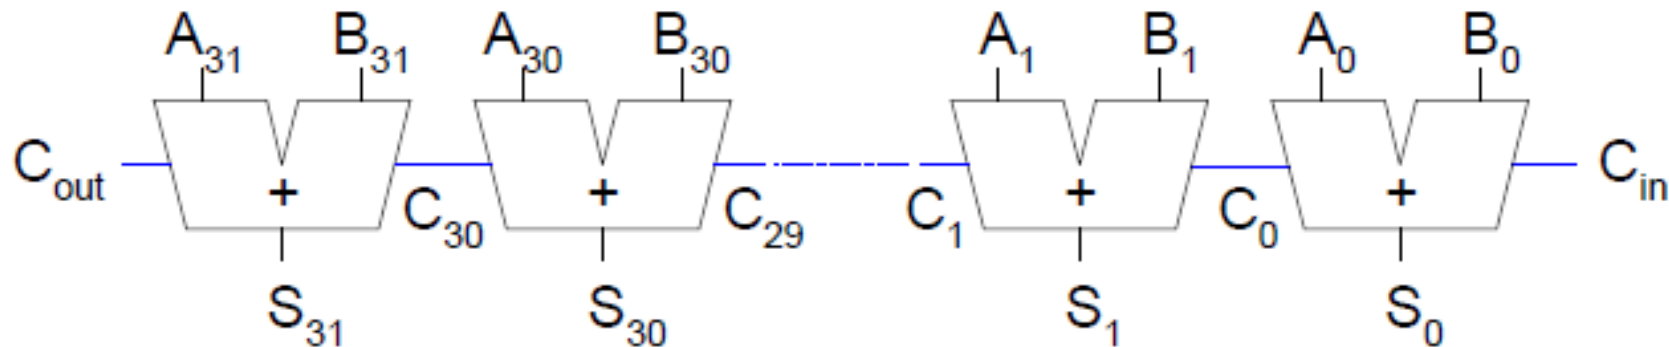 A31 B31 A30 B30 A1 B1 A0 B0
Cout + + + + Cin
C30 C29 C1 C0
S31 S30 S1 S0